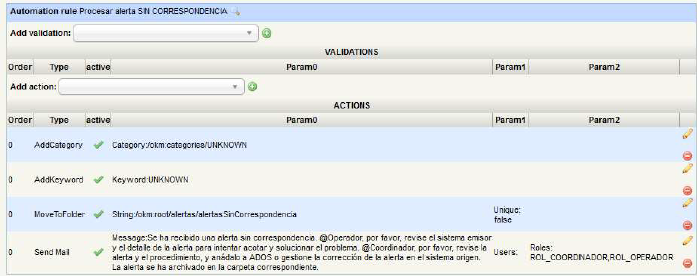 Automation rule Procesar alerta SIN CORRESPONDENCIA
Add validation:
VALIDATIONS
Order Type active Param0 Param1 Param2
Add action:
ACTIONS
Order Type active Param0 Param1 Param2
0 AddCategory Category:/okm:categories/UNKNOWN
0 AddKeyword Keyword:UNKNOWN
0 MoveToFolder String:/okm:root/alertas/alertasSinCorrespondencia Unique:
false
0 Send Mail Message:Se ha recibido una alerta sin correspondencia. @Operador, por favor, revise el sistema emisor
y el detalle de la alerta para intentar acotar y solucionar el problema. @Coordinador, por favor, revise la
alerta y el procedimiento, y anádalo a ADOS o gestione la corrección de la alerta en el sistema origen.
La alerta se ha archivado en la carpeta correspondiente.
Users:
Roles:
ROL_COORDINADOR,ROL_OPERADOR